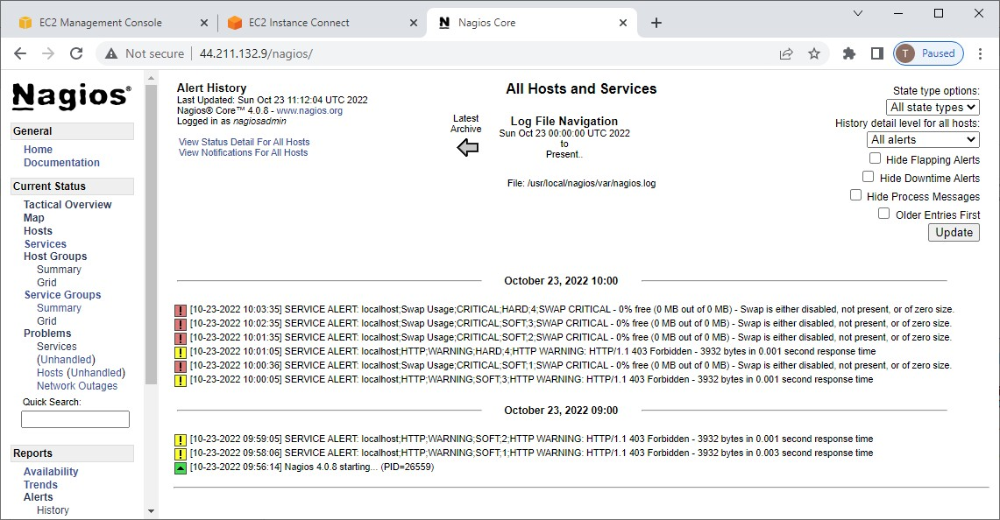 EC2 Management Console
EC2 Instance Connect
Nagios Core
Not secure
44.211.132.9/nagios/
T
Paused
Nagios®
General
Home
Documentation
Current Status
Tactical Overview
Map
Hosts
Services
Host Groups
Summary
Grid
Service Groups
Summary
Grid
Problems
Services
(Unhandled)
Hosts (Unhandled)
Network Outages
Quick Search:
Reports
Availability
Trends
Alerts
History
Alert History
Last Updated: Sun Oct 23 11:12:04 UTC 2022
Nagios® Core™ 4.0.8 - www.nagios.org
Logged in as nagiosadmin
View Status Detail For All Hosts
View Notifications For All Hosts
Latest
Archive
All Hosts and Services
Log File Navigation
Sun Oct 23 00:00:00 UTC 2022
to
Present..
File: /usr/local/nagios/var/nagios.log
State type options:
All state types
History detail level for all hosts:
All alerts
Hide Flapping Alerts
Hide Downtime Alerts
Hide Process Messages
Older Entries First
Update
October 23, 2022 10:00
[10-23-2022 10:03:35] SERVICE ALERT: localhost;Swap Usage;CRITICAL;HARD;4;SWAP CRITICAL - 0% free (0 MB out of 0 MB) - Swap is either disabled, not present, or of zero size.
[10-23-2022 10:02:35] SERVICE ALERT: localhost;Swap Usage;CRITICAL;SOFT;3;SWAP CRITICAL - 0% free (0 MB out of 0 MB) - Swap is either disabled, not present, or of zero size.
[10-23-2022 10:01:35] SERVICE ALERT: localhost;Swap Usage;CRITICAL;SOFT;2;SWAP CRITICAL - 0% free (0 MB out of 0 MB) - Swap is either disabled, not present, or of zero size.
[10-23-2022 10:01:05] SERVICE ALERT: localhost;HTTP;WARNING;HARD;4;HTTP WARNING: HTTP/1.1 403 Forbidden - 3932 bytes in 0.001 second response time
[10-23-2022 10:00:36] SERVICE ALERT: localhost;Swap Usage;CRITICAL;SOFT;1;SWAP CRITICAL - 0% free (0 MB out of 0 MB) - Swap is either disabled, not present, or of zero size.
[10-23-2022 10:00:05] SERVICE ALERT: localhost;HTTP;WARNING;SOFT;3;HTTP WARNING: HTTP/1.1 403 Forbidden - 3932 bytes in 0.001 second response time
October 23, 2022 09:00
[10-23-2022 09:59:05] SERVICE ALERT: localhost;HTTP;WARNING;SOFT;2;HTTP WARNING: HTTP/1.1 403 Forbidden - 3932 bytes in 0.001 second response time
[10-23-2022 09:58:06] SERVICE ALERT: localhost;HTTP;WARNING;SOFT;1;HTTP WARNING: HTTP/1.1 403 Forbidden - 3932 bytes in 0.003 second response time
[10-23-2022 09:56:14] Nagios 4.0.8 starting... (PID=26559)